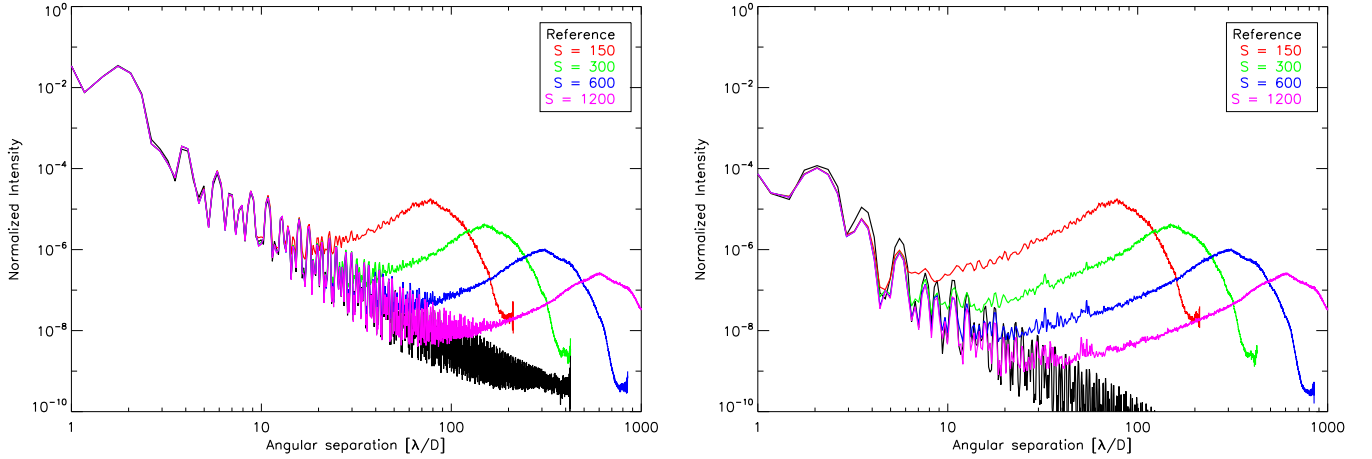 10^0
10^-2
10^-4
10^-6
10^-8
10^-10
Normalized Intensity
1
10
100
1000
Angular separation [λ/D]
Reference
S = 150
S = 300
S = 600
S = 1200
10^0
10^-2
10^-4
10^-6
10^-8
10^-10
Normalized Intensity
1
10
100
1000
Angular separation [λ/D]
Reference
S = 150
S = 300
S = 600
S = 1200